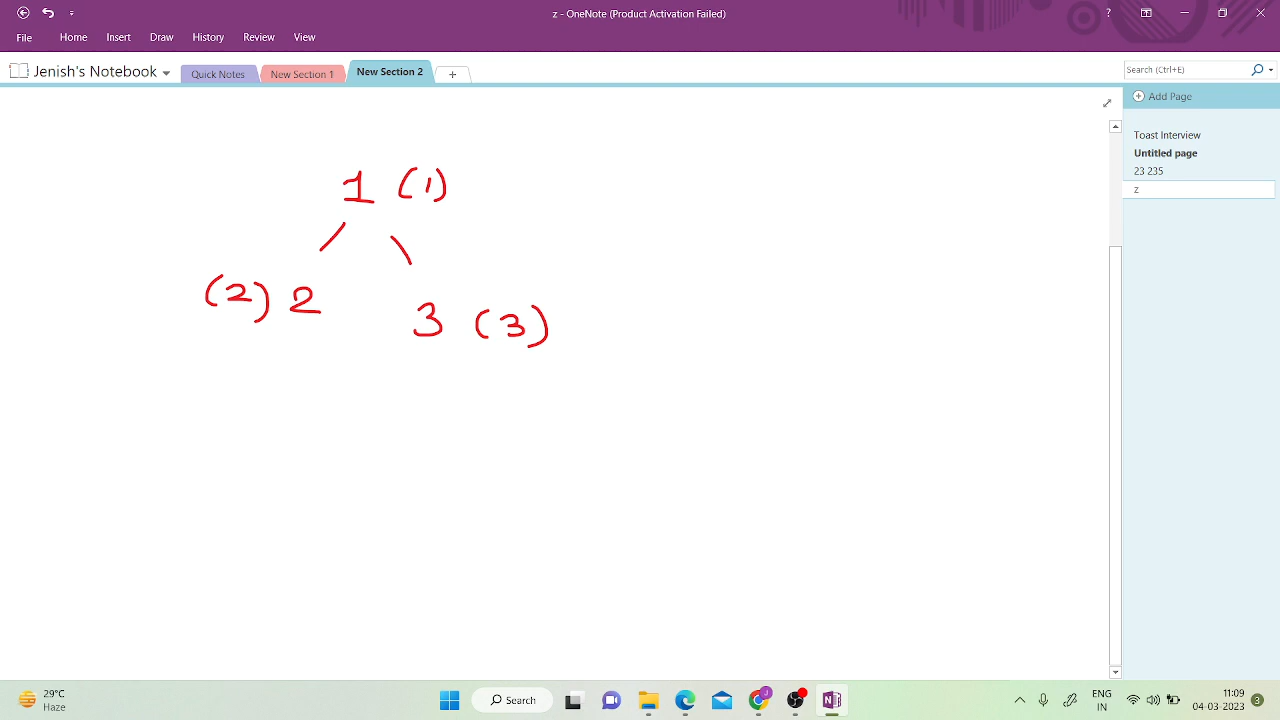 z - OneNote (Product Activation Failed)
File Home Insert Draw History Review View
Jenish's Notebook Quick Notes New Section 1 New Section 2 Search (Ctrl+E)
Add Page
Toast Interview
Untitled page
23 235
z
1 (1)
(2) 2
3 (3)
29°C
Haze
Search
ENG
IN
11:09
04-03-2023
3